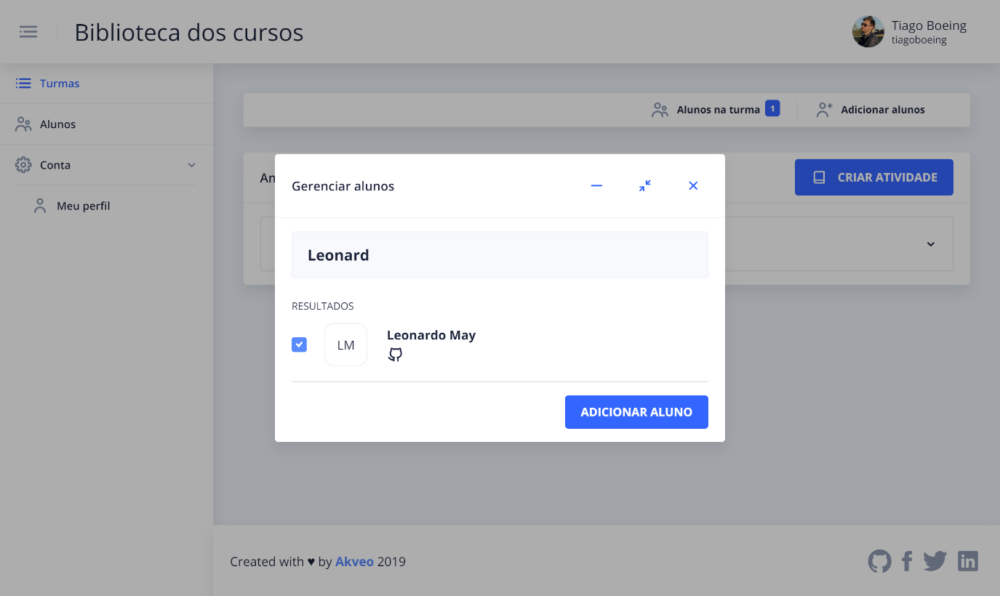 Biblioteca dos cursos
Tiago Boeing
tiagoboeing
Turmas
Alunos
Conta
Meu perfil
Alunos na turma 1
Adicionar alunos
An
CRIAR ATIVIDADE
Gerenciar alunos
Leonard
RESULTADOS
LM
Leonardo May
ADICIONAR ALUNO
Created with ♥ by Akveo 2019